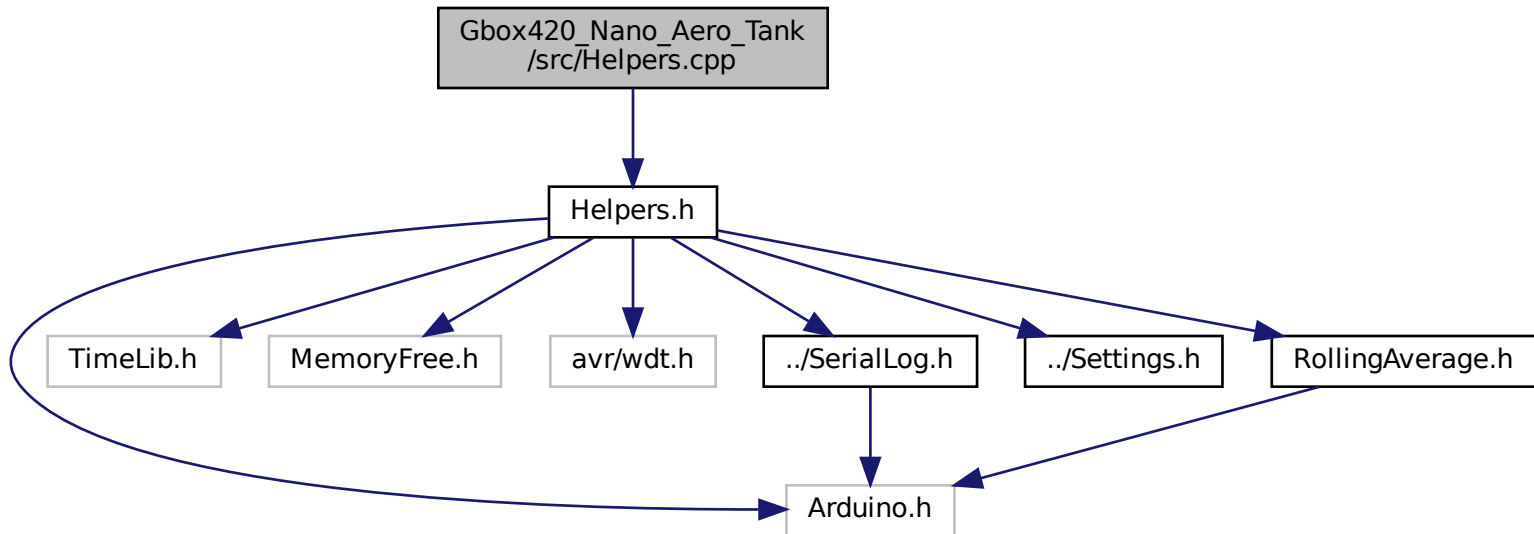 Gbox420_Nano_Aero_Tank
/src/Helpers.cpp
Helpers.h
TimeLib.h
MemoryFree.h
avr/wdt.h
../SerialLog.h
../Settings.h
RollingAverage.h
Arduino.h